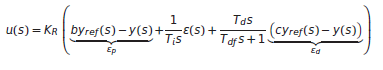 u(s) = K_R ( by_ref(s) − y(s) + 1/(T_i s) ε(s) + T_d s/(T_df s + 1) (cy_ref(s) − y(s)) )
ε_p ε_d